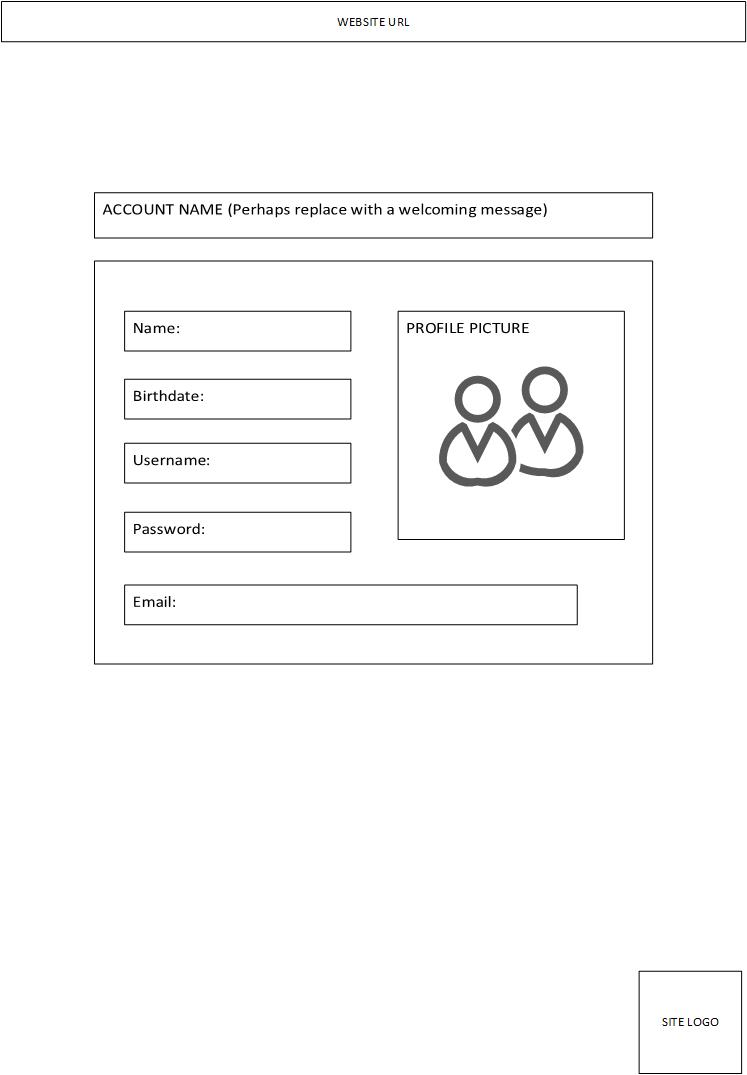 WEBSITE URL
ACCOUNT NAME (Perhaps replace with a welcoming message)
Name:
PROFILE PICTURE
Birthdate:
Username:
Password:
Email:
SITE LOGO